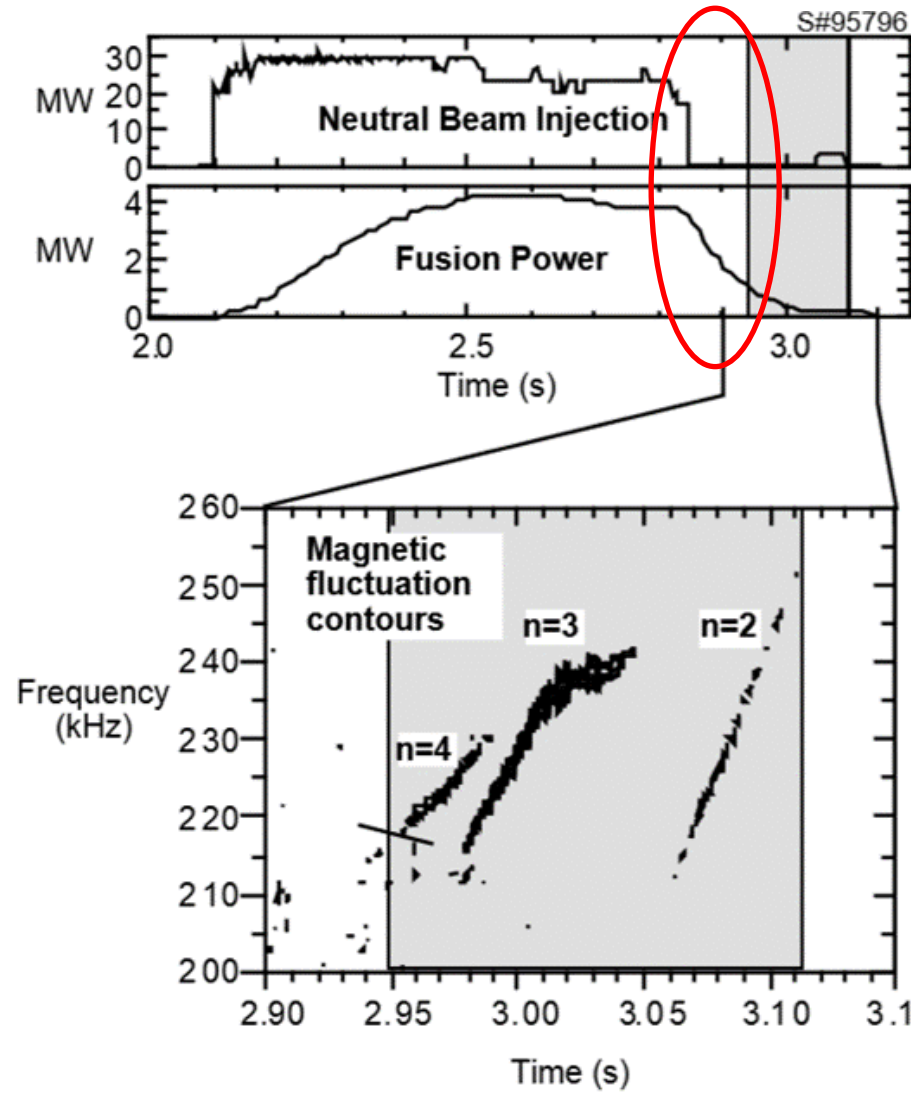 S#95796
30
MW 20
10
0
Neutral Beam Injection
4
MW
2
0
Fusion Power
2.0 2.5 3.0
Time (s)
260
250
240
230
220
210
200
Frequency
(kHz)
Magnetic
fluctuation
contours
n=4
n=3
n=2
2.90 2.95 3.00 3.05 3.10 3.1
Time (s)